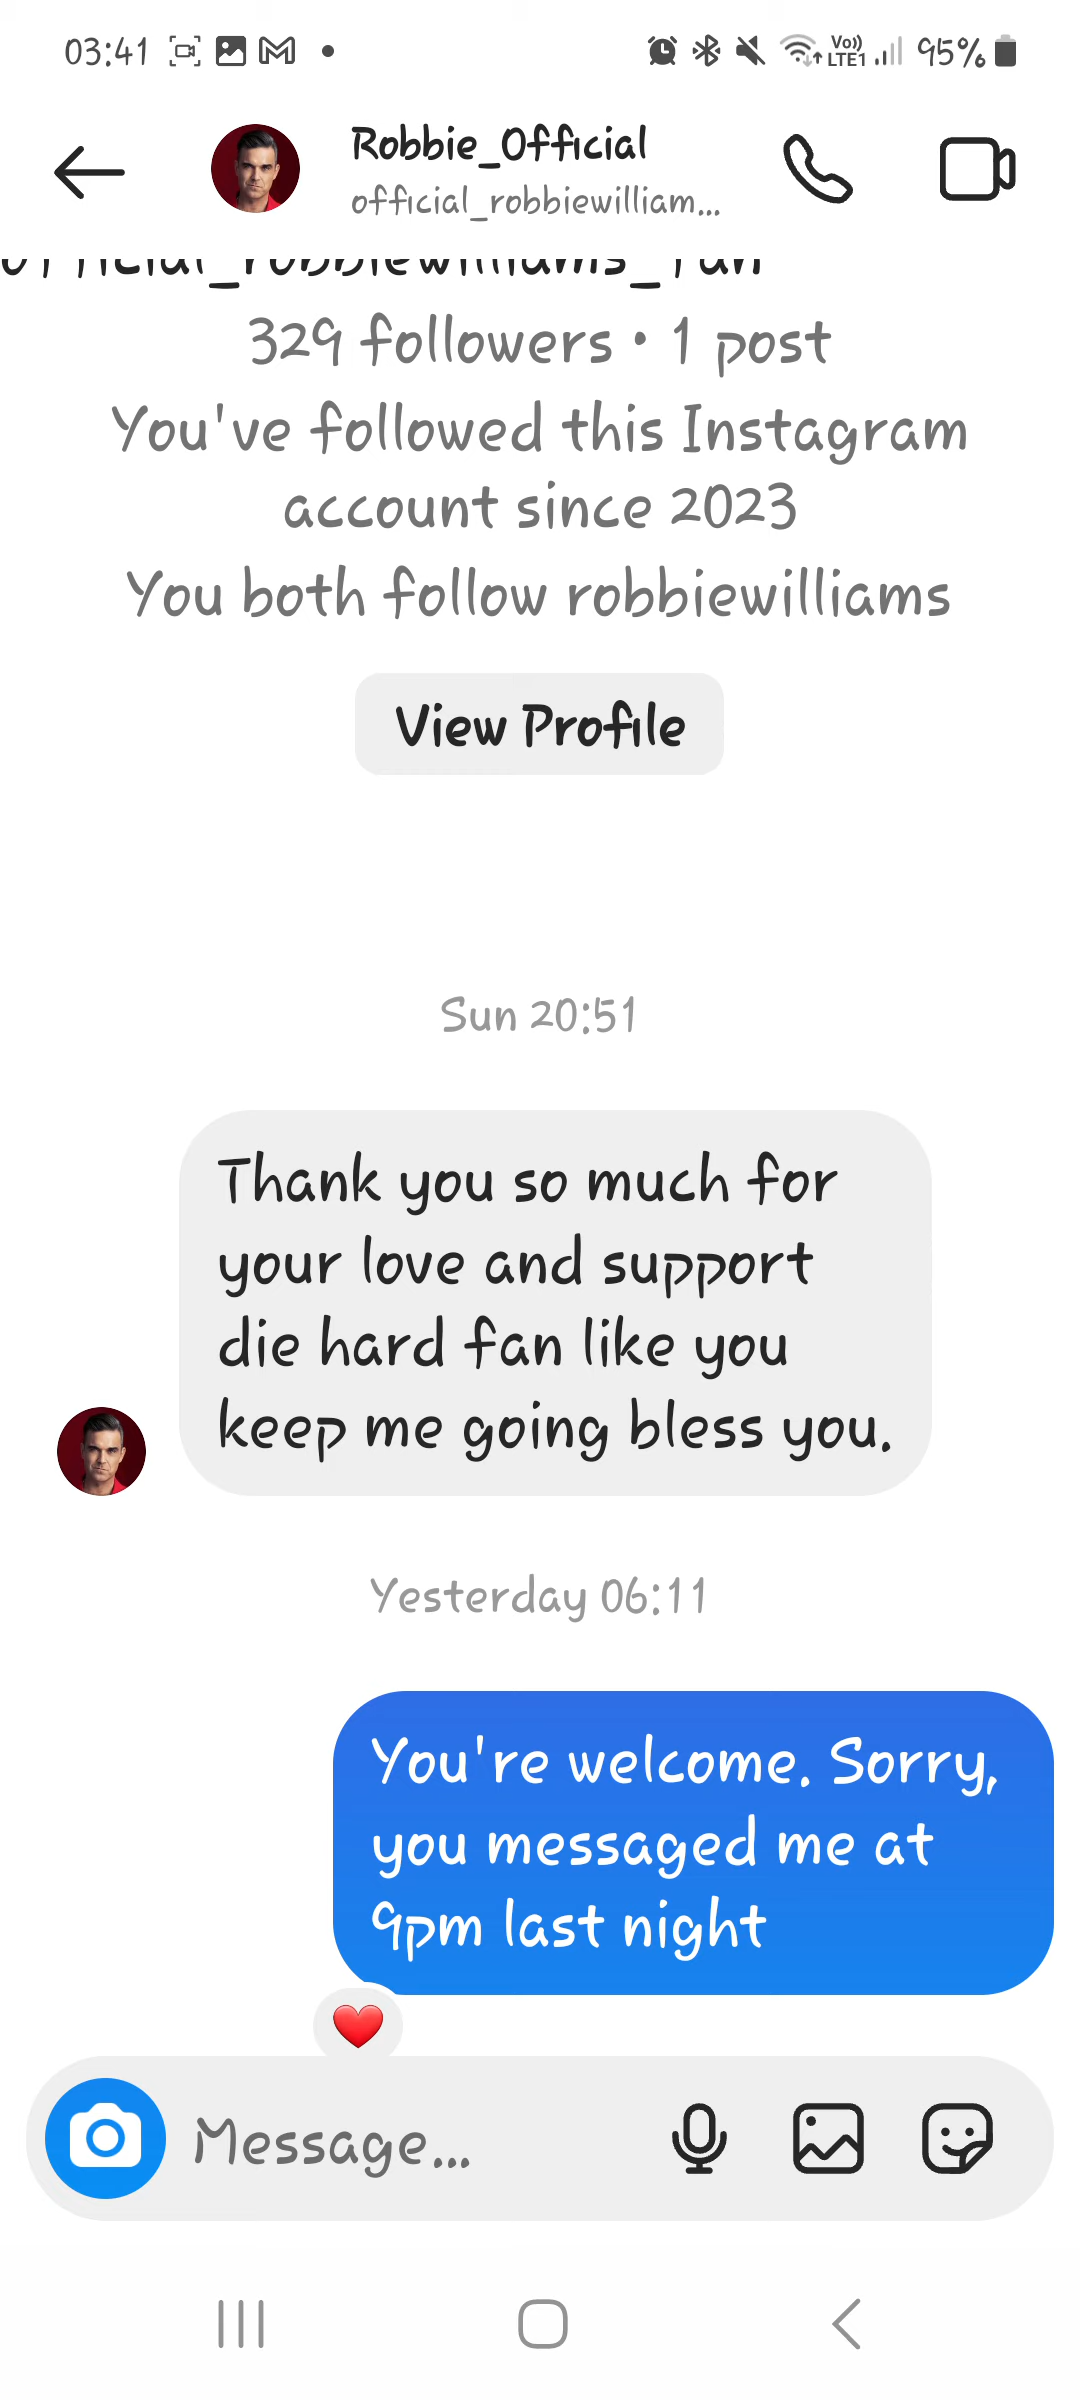 03:41
Vo))
LTE1
95%
Robbie_Official
official_robbiewilliam...
official_robbiewilliams_fan
329 followers • 1 post
You've followed this Instagram
account since 2023
You both follow robbiewilliams
View Profile
Sun 20:51
Thank you so much for
your love and support
die hard fan like you
keep me going bless you.
Yesterday 06:11
You're welcome. Sorry,
you messaged me at
9pm last night
Message...